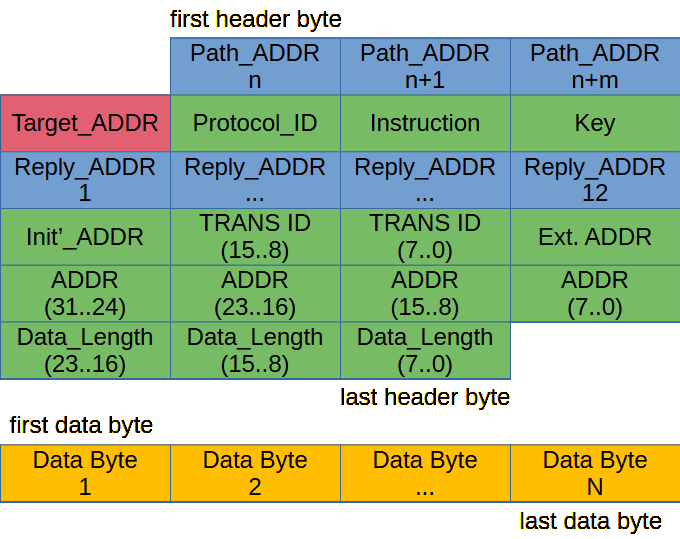 first header byte
Path_ADDR
n
Path_ADDR
n+1
Path_ADDR
n+m
Target_ADDR
Protocol_ID
Instruction
Key
Reply_ADDR
1
Reply_ADDR
...
Reply_ADDR
...
Reply_ADDR
12
Init’_ADDR
TRANS ID
(15..8)
TRANS ID
(7..0)
Ext. ADDR
ADDR
(31..24)
ADDR
(23..16)
ADDR
(15..8)
ADDR
(7..0)
Data_Length
(23..16)
Data_Length
(15..8)
Data_Length
(7..0)
last header byte
first data byte
Data Byte
1
Data Byte
2
Data Byte
...
Data Byte
N
last data byte